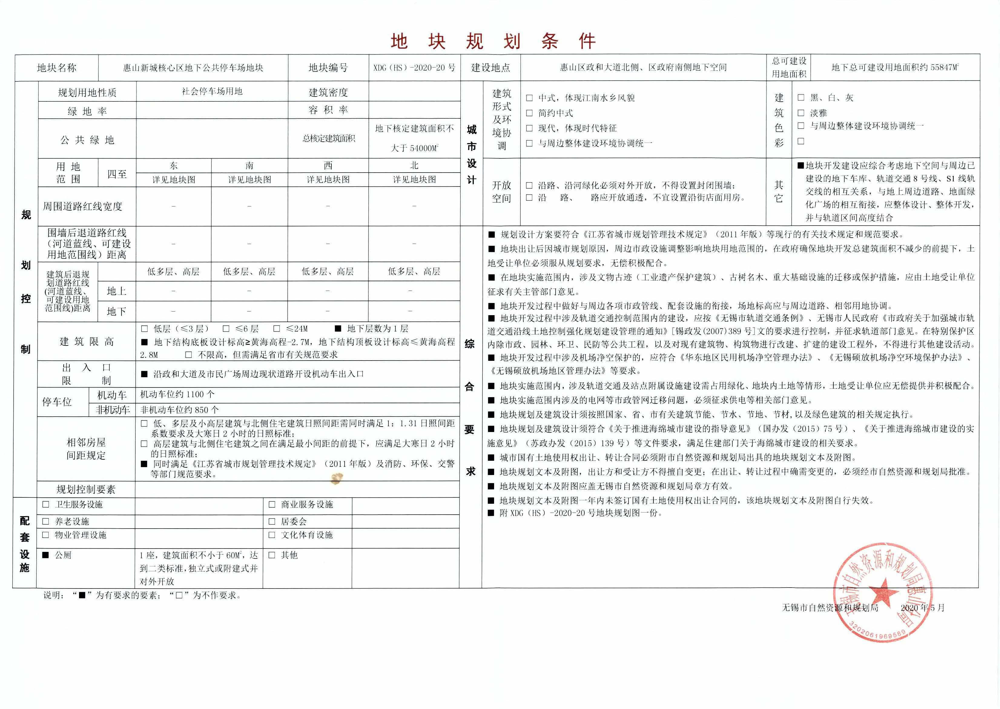 地块规划条件
地块名称
惠山新城核心区地下公共停车场地块
地块编号
XDG（HS）-2020-20 号
建设地点
惠山区政和大道北侧、区政府南侧地下空间
总可建设
用地面积
地下总可建设用地面积约 55847M²
规划控制
规划用地性质
社会停车场用地
建筑密度
绿地率
容积率
公共绿地
总核定建筑面积
地下核定建筑面积不
大于 54000M²
用地
范围
四至
东
南
西
北
详见地块图
详见地块图
详见地块图
详见地块图
周围道路红线宽度
–
–
–
–
围墙后退道路红线
（河道蓝线、可建设
用地范围线）距离
–
–
–
–
建筑后退规
划道路红线
(河道蓝线、
可建设用地
范围线)距离
低多层、高层
低多层、高层
低多层、高层
低多层、高层
地上
–
–
–
–
地下
–
–
–
–
建筑限高
□ 低层（≤3 层） □ ≤6 层 □ ≤24M ■ 地下层数为 1 层
■ 地下结构底板设计标高≥黄海高程-2.7M，地下结构顶板设计标高≤黄海高程
2.8M □ 不限高，但需满足省市有关规范要求
出入口
限制
■ 沿政和大道及市民广场周边现状道路开设机动车出入口
停车位
机动车
机动车位约 1100 个
非机动车
非机动车位约 850 个
相邻房屋
间距规定
□ 低、多层及小高层建筑与北侧住宅建筑日照间距需同时满足 1：1.31 日照间距
系数要求及大寒日 2 小时的日照标准；
□ 高层建筑与北侧住宅建筑之间在满足最小间距的前提下，应满足大寒日 2 小时
的日照标准；
■ 同时满足《江苏省城市规划管理技术规定》（2011 年版）及消防、环保、交警
等部门规范要求。
规划控制要素
配套设施
□ 卫生服务设施
□ 商业服务设施
□ 养老设施
□ 居委会
□ 物业管理设施
□ 文化体育设施
■ 公厕
1 座，建筑面积不小于 60M²，达
到二类标准，独立式或附建式并
对外开放
□ 其他
城市设计
建筑
形式
及环
境协
调
□ 中式，体现江南水乡风貌
□ 简约中式
□ 现代，体现时代特征
□ 与周边整体建设环境协调统一
建筑色彩
□ 黑、白、灰
□ 淡雅
□ 与周边整体建设环境协调统一
□
开放
空间
□ 沿路、沿河绿化必须对外开放，不得设置封闭围墙；
□ 沿 路、 路应开放通透，不宜设置沿街店面用房。
其它
■地块开发建设应综合考虑地下空间与周边已
建设的地下车库、轨道交通 8 号线、S1 线轨
交线的相互关系，与地上周边道路、地面绿
化广场的相互衔接，应整体设计、整体开发，
并与轨道区间高度结合
综合要求
■ 规划设计方案要符合《江苏省城市规划管理技术规定》（2011 年版）等现行的有关技术规定和规范要求。
■ 地块出让后因城市规划原因，周边市政设施调整影响地块用地范围的，在政府确保地块开发总建筑面积不减少的前提下，土
地受让单位必须服从规划要求，无偿积极配合。
■ 在地块实施范围内，涉及文物古迹（工业遗产保护建筑）、古树名木、重大基础设施的迁移或保护措施，应由土地受让单位
征求有关主管部门意见。
■ 地块开发过程中做好与周边各项市政管线、配套设施的衔接，场地标高应与周边道路、相邻用地协调。
■ 地块开发过程中涉及轨道交通控制范围内的建设，应按《无锡市轨道交通条例》、无锡市人民政府《市政府关于加强城市轨
道交通沿线土地控制强化规划建设管理的通知》[锡政发(2007)389 号]文的要求进行控制，并征求轨道部门意见。在特别保护区
内除市政、园林、环卫、民防等公共工程，以及对现有建筑物、构筑物进行改建、扩建的建设工程外，不得进行其他建设活动。
■ 地块开发过程中涉及机场净空保护的，应符合《华东地区民用机场净空管理办法》、《无锡硕放机场净空环境保护办法》、
《无锡硕放机场地区管理办法》等要求。
■ 地块实施范围内，涉及轨道交通及站点附属设施建设需占用绿化、地块内土地等情形，土地受让单位应无偿提供并积极配合。
■ 地块实施范围内涉及的电网等市政管网迁移问题，必须征求供电等相关部门意见。
■ 地块规划及建筑设计须按照国家、省、市有关建筑节能、节水、节地、节材，以及绿色建筑的相关规定执行。
■ 地块规划及建筑设计须符合《关于推进海绵城市建设的指导意见》（国办发（2015）75 号）、《关于推进海绵城市建设的实
施意见》（苏政办发（2015）139 号）等文件要求，满足住建部门关于海绵城市建设的相关要求。
■ 城市国有土地使用权出让、转让合同必须附市自然资源和规划局出具的地块规划文本及附图。
■ 地块规划文本及附图，出让方和受让方不得擅自变更；在出让、转让过程中确需变更的，必须经市自然资源和规划局批准。
■ 地块规划文本及附图应盖无锡市自然资源和规划局章方有效。
■ 地块规划文本及附图一年内未签订国有土地使用权出让合同的，该地块规划文本及附图自行失效。
■ 附 XDG（HS）-2020-20 号地块规划图一份。
说明：“■”为有要求的要素；“□”为不作要求。
无锡市自然资源和规划局 2020 年 5 月
无锡市自然资源和规划局惠山分局
3202061969589